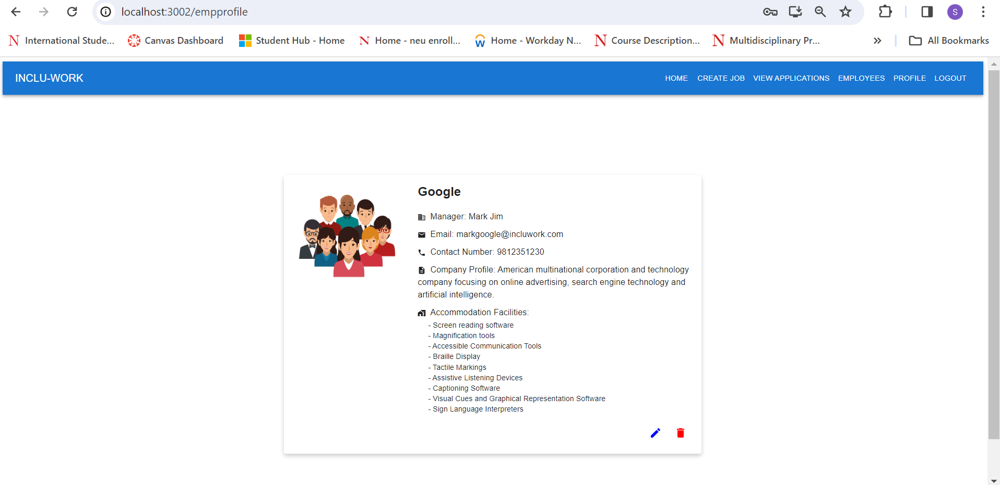 localhost:3002/empprofile
S
International Stude... Canvas Dashboard Student Hub - Home Home - neu enroll... Home - Workday N... Course Description... Multidisciplinary Pr... » All Bookmarks
INCLU-WORK HOME CREATE JOB VIEW APPLICATIONS EMPLOYEES PROFILE LOGOUT
Google
Manager: Mark Jim
Email: markgoogle@incluwork.com
Contact Number: 9812351230
Company Profile: American multinational corporation and technology
company focusing on online advertising, search engine technology and
artificial intelligence.
Accommodation Facilities:
- Screen reading software
- Magnification tools
- Accessible Communication Tools
- Braille Display
- Tactile Markings
- Assistive Listening Devices
- Captioning Software
- Visual Cues and Graphical Representation Software
- Sign Language Interpreters